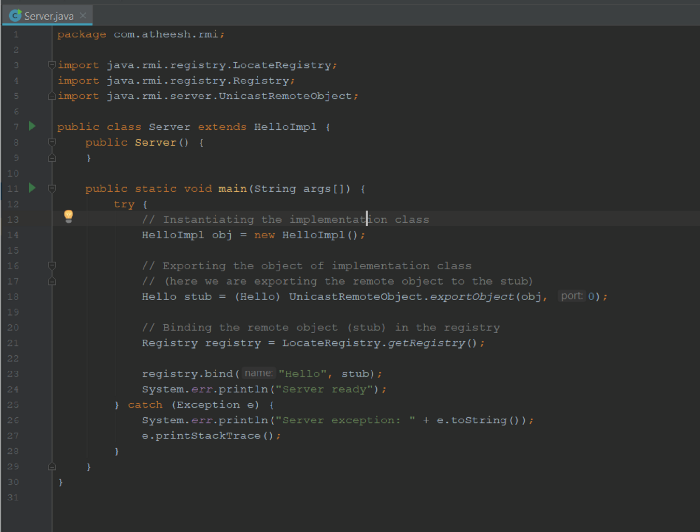 Server.java
1 package com.atheesh.rmi;
2
3 import java.rmi.registry.LocateRegistry;
4 import java.rmi.registry.Registry;
5 import java.rmi.server.UnicastRemoteObject;
6
7 public class Server extends HelloImpl {
8 public Server() {
9 }
10
11 public static void main(String args[]) {
12 try {
13 // Instantiating the implementation class
14 HelloImpl obj = new HelloImpl();
15
16 // Exporting the object of implementation class
17 // (here we are exporting the remote object to the stub)
18 Hello stub = (Hello) UnicastRemoteObject.exportObject(obj, port: 0);
19
20 // Binding the remote object (stub) in the registry
21 Registry registry = LocateRegistry.getRegistry();
22
23 registry.bind( name: "Hello", stub);
24 System.err.println("Server ready");
25 } catch (Exception e) {
26 System.err.println("Server exception: " + e.toString());
27 e.printStackTrace();
28 }
29 }
30 }
31